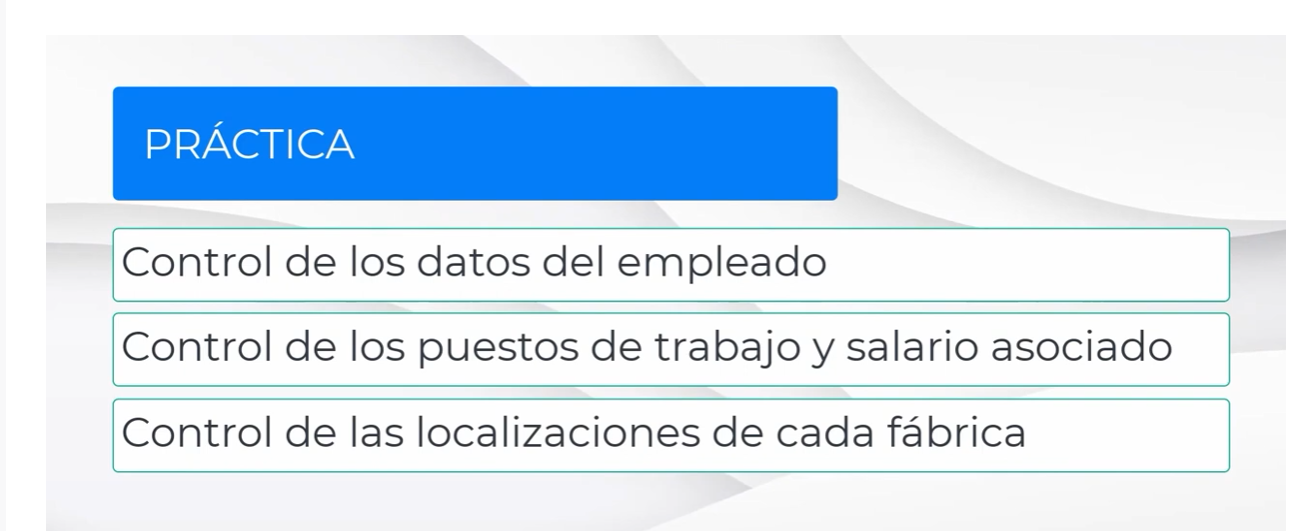 PRÁCTICA
Control de los datos del empleado
Control de los puestos de trabajo y salario asociado
Control de las localizaciones de cada fábrica